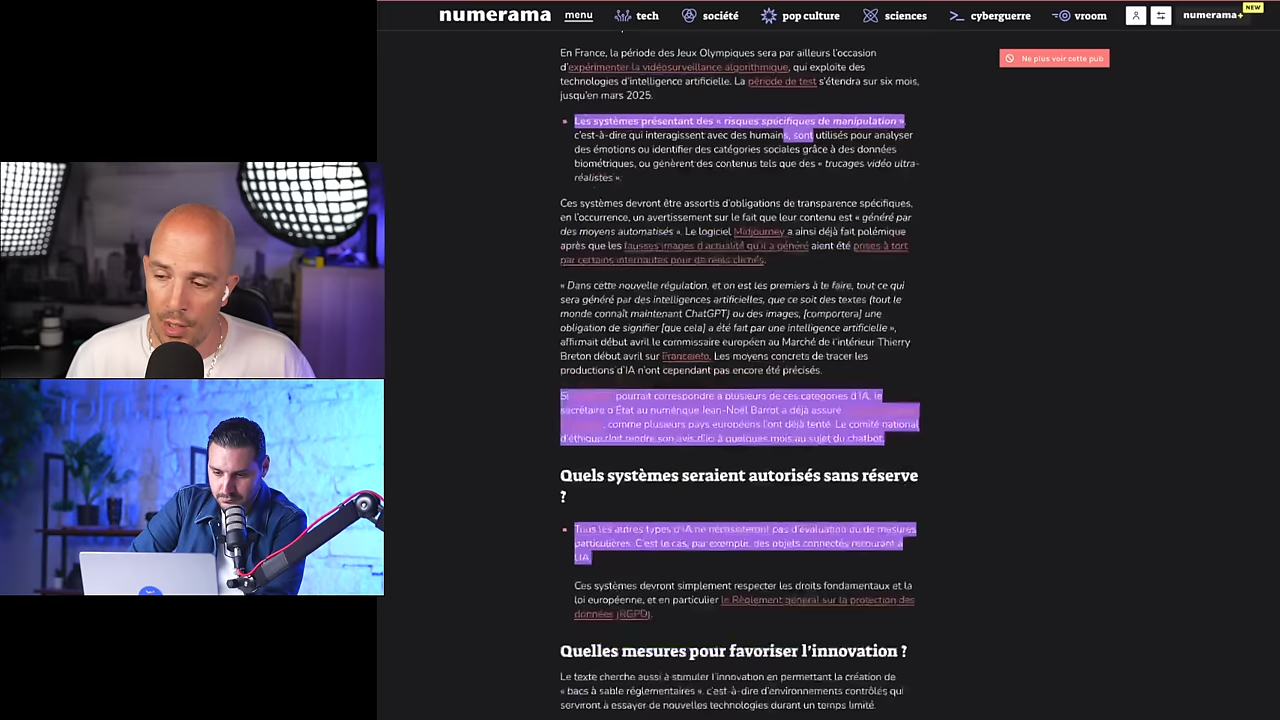 numerama
menu
tech
société
pop culture
sciences
cyberguerre
vroom
numerama+
NEW
Ne plus voir cette pub
En France, la période des Jeux Olympiques sera par ailleurs l'occasion
d'expérimenter la vidéosurveillance algorithmique, qui exploite des
technologies d'intelligence artificielle. La période de test s'étendra sur six mois,
jusqu'en mars 2025.
Les systèmes présentant des « risques spécifiques de manipulation »,
c'est-à-dire qui interagissent avec des humains, sont utilisés pour analyser
des émotions ou identifier des catégories sociales grâce à des données
biométriques, ou génèrent des contenus tels que des « trucages vidéo ultra-
réalistes ».
Ces systèmes devront être assortis d'obligations de transparence spécifiques,
en l'occurrence, un avertissement sur le fait que leur contenu est « généré par
des moyens automatisés ». Le logiciel Midjourney a ainsi déjà fait polémique
après que les fausses images d'actualité qu'il a généré aient été prises à tort
par certains internautes pour de réels clichés.
« Dans cette nouvelle régulation, et on est les premiers à le faire, tout ce qui
sera généré par des intelligences artificielles, que ce soit des textes (tout le
monde connaît maintenant ChatGPT) ou des images, [comportera] une
obligation de signifier [que cela] a été fait par une intelligence artificielle »,
affirmait début avril le commissaire européen au Marché de l'intérieur Thierry
Breton début avril sur Franceinfo. Les moyens concrets de tracer les
productions d'IA n'ont cependant pas encore été précisés.
Si pourrait correspondre à plusieurs de ces catégories d'IA, le
secrétaire d'État au numérique Jean-Noël Barrot a déjà assuré
, comme plusieurs pays européens l'ont déjà tenté. Le comité national
d'éthique doit rendre son avis d'ici à quelques mois au sujet du chatbot.
Quels systèmes seraient autorisés sans réserve
?
Tous les autres types d'IA ne nécessiteront pas d'évaluation ou de mesures
particulières. C'est le cas, par exemple, des objets connectés recourant à
l'IA.
Ces systèmes devront simplement respecter les droits fondamentaux et la
loi européenne, et en particulier le Règlement général sur la protection des
données (RGPD).
Quelles mesures pour favoriser l'innovation ?
Le texte cherche aussi à stimuler l'innovation en permettant la création de
« bacs à sable réglementaires », c'est-à-dire d'environnements contrôlés qui
serviront à essayer de nouvelles technologies durant un temps limité.